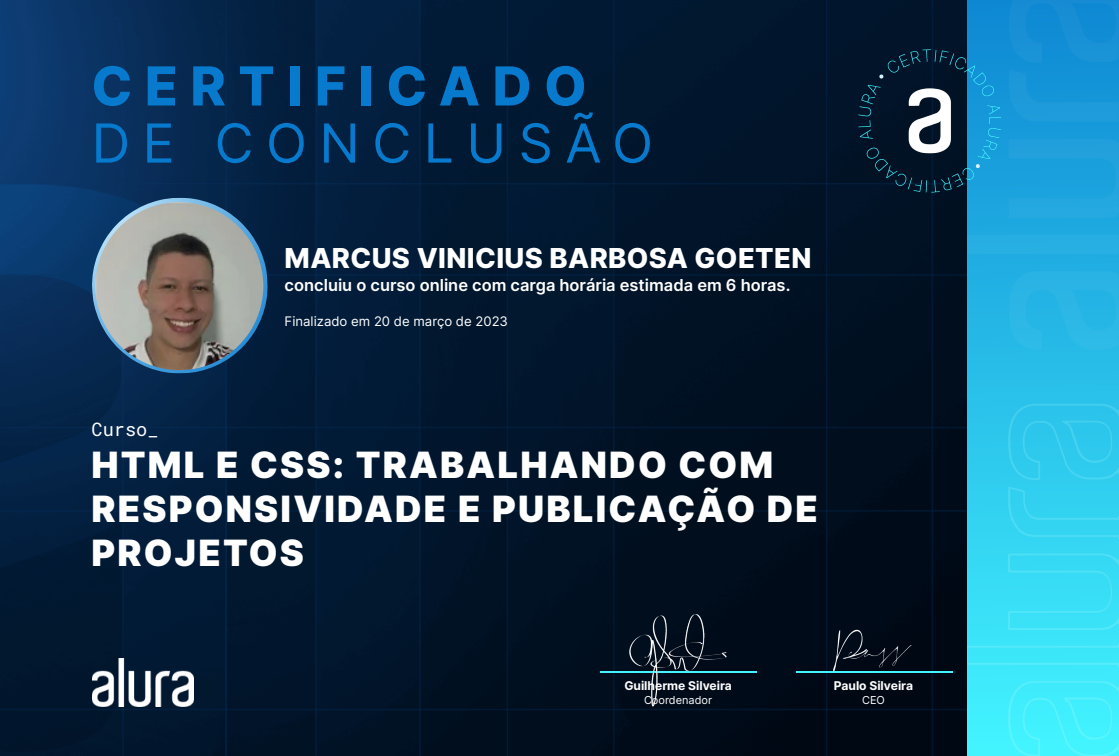 CERTIFICADO
DE CONCLUSÃO
CERTIFICADO ALURA • CERTIFICADO ALURA •
a
MARCUS VINICIUS BARBOSA GOETEN
concluiu o curso online com carga horária estimada em 6 horas.
Finalizado em 20 de março de 2023
Curso_
HTML E CSS: TRABALHANDO COM
RESPONSIVIDADE E PUBLICAÇÃO DE
PROJETOS
alura
Guilherme Silveira
Coordenador
Paulo Silveira
CEO
alura alura